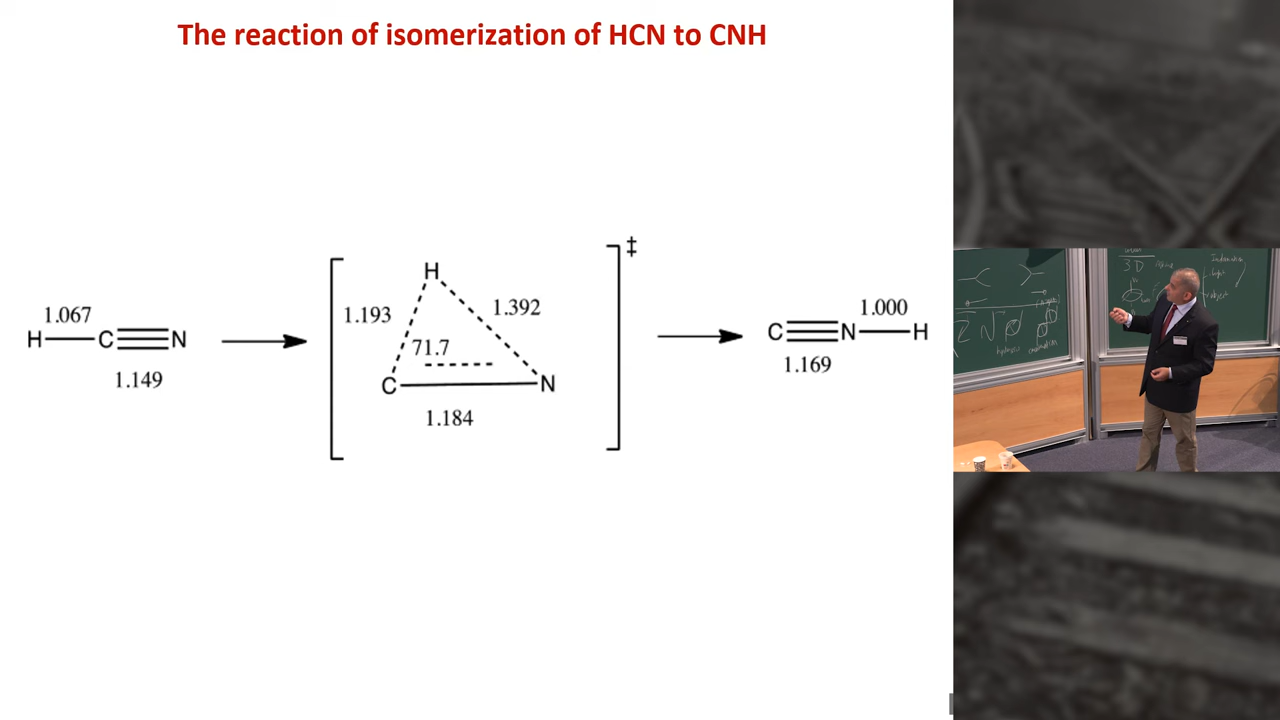 The reaction of isomerization of HCN to CNH
1.067
H C N
1.149
‡
H
1.193
1.392
71.7
C N
1.184
1.000
C N H
1.169
3D